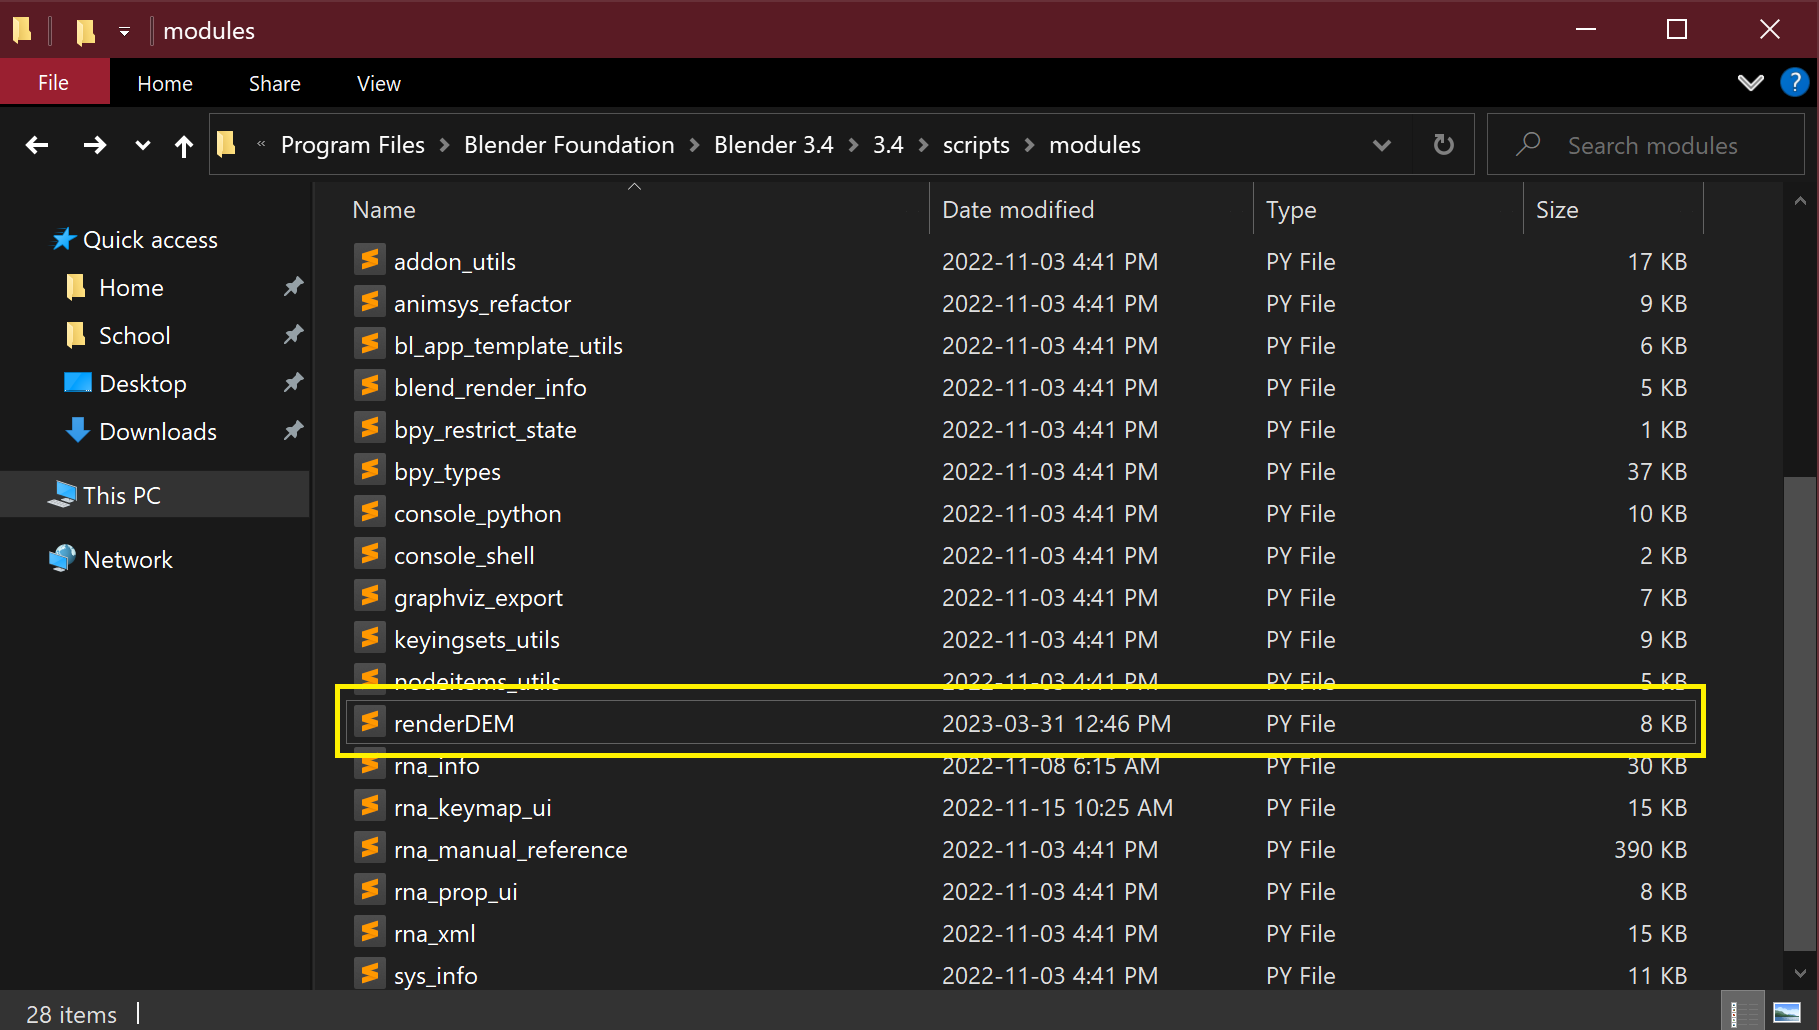 modules
File Home Share View ?
« Program Files > Blender Foundation > Blender 3.4 > 3.4 > scripts > modules Search modules
Name Date modified Type Size
Quick access
Home
School
Desktop
Downloads
This PC
Network
addon_utils 2022-11-03 4:41 PM PY File 17 KB
animsys_refactor 2022-11-03 4:41 PM PY File 9 KB
bl_app_template_utils 2022-11-03 4:41 PM PY File 6 KB
blend_render_info 2022-11-03 4:41 PM PY File 5 KB
bpy_restrict_state 2022-11-03 4:41 PM PY File 1 KB
bpy_types 2022-11-03 4:41 PM PY File 37 KB
console_python 2022-11-03 4:41 PM PY File 10 KB
console_shell 2022-11-03 4:41 PM PY File 2 KB
graphviz_export 2022-11-03 4:41 PM PY File 7 KB
keyingsets_utils 2022-11-03 4:41 PM PY File 9 KB
nodeitems_utils 2022-11-03 4:41 PM PY File 5 KB
renderDEM 2023-03-31 12:46 PM PY File 8 KB
rna_info 2022-11-08 6:15 AM PY File 30 KB
rna_keymap_ui 2022-11-15 10:25 AM PY File 15 KB
rna_manual_reference 2022-11-03 4:41 PM PY File 390 KB
rna_prop_ui 2022-11-03 4:41 PM PY File 8 KB
rna_xml 2022-11-03 4:41 PM PY File 15 KB
sys_info 2022-11-03 4:41 PM PY File 11 KB
28 items